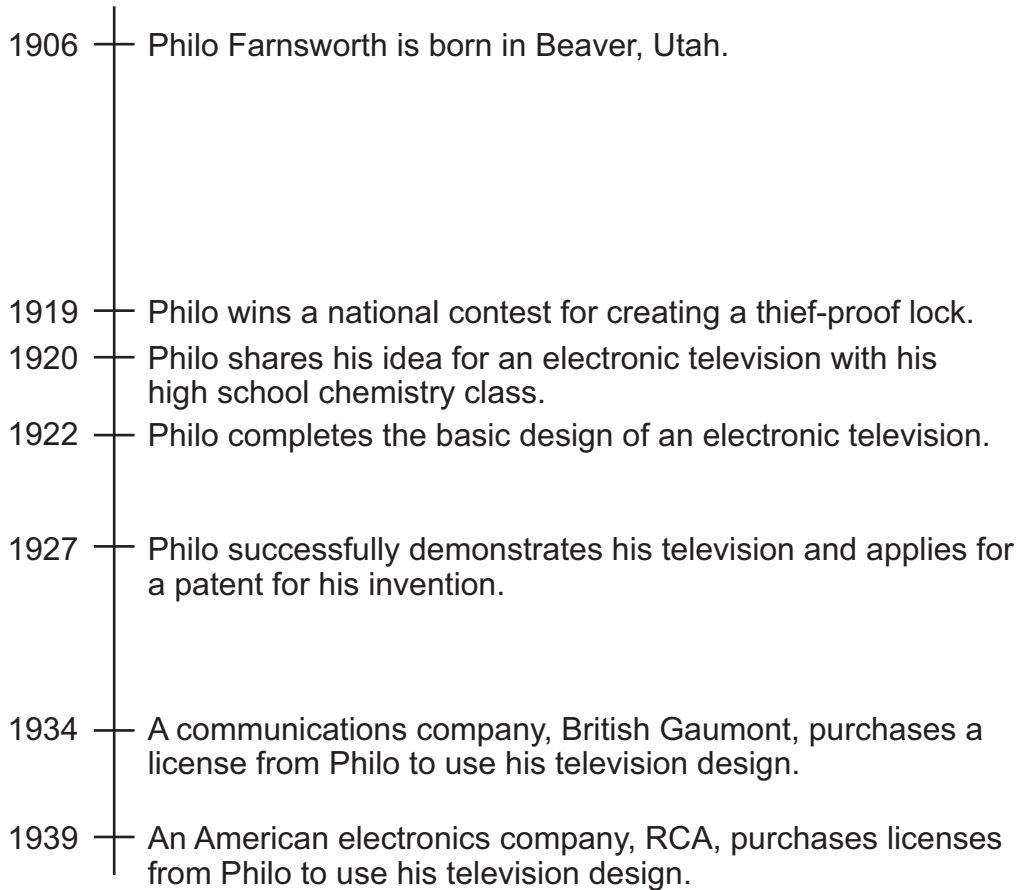 1906 Philo Farnsworth is born in Beaver, Utah.
1919 Philo wins a national contest for creating a thief-proof lock.
1920 Philo shares his idea for an electronic television with his
high school chemistry class.
1922 Philo completes the basic design of an electronic television.
1927 Philo successfully demonstrates his television and applies for
a patent for his invention.
1934 A communications company, British Gaumont, purchases a
license from Philo to use his television design.
1939 An American electronics company, RCA, purchases licenses
from Philo to use his television design.